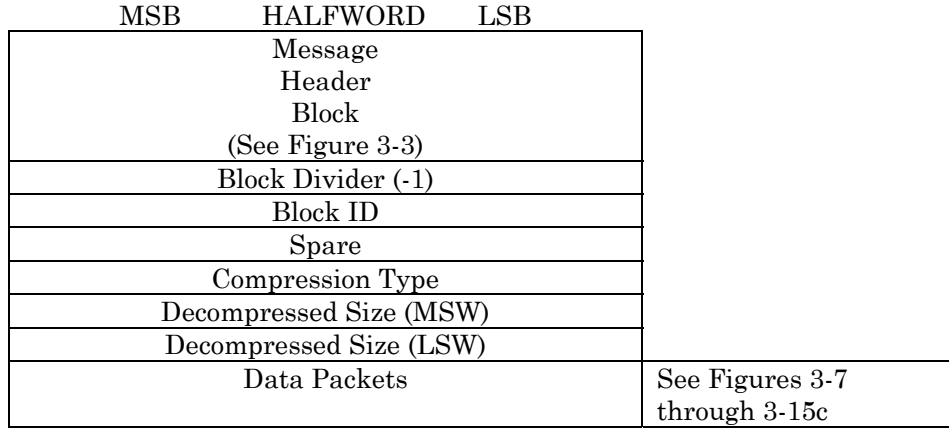 MSB HALFWORD LSB
Message
Header
Block
(See Figure 3-3)
Block Divider (-1)
Block ID
Spare
Compression Type
Decompressed Size (MSW)
Decompressed Size (LSW)
Data Packets
See Figures 3-7
through 3-15c